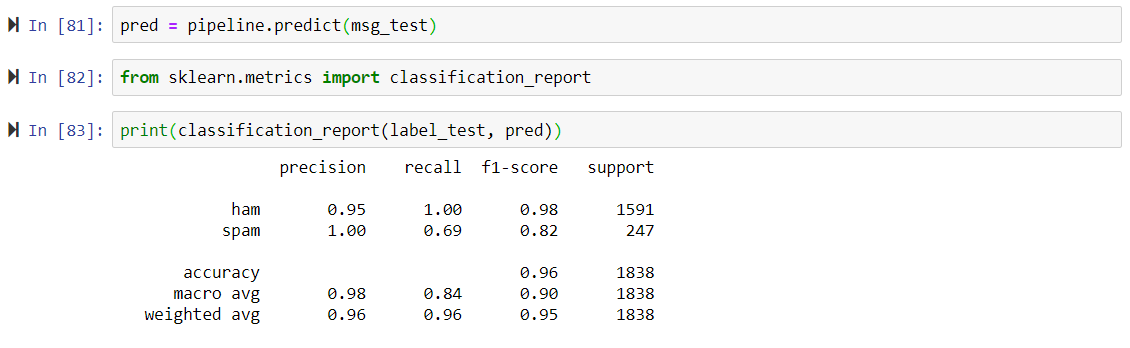 In [81]: pred = pipeline.predict(msg_test)
In [82]: from sklearn.metrics import classification_report
In [83]: print(classification_report(label_test, pred))
precision recall f1-score support
ham 0.95 1.00 0.98 1591
spam 1.00 0.69 0.82 247
accuracy 0.96 1838
macro avg 0.98 0.84 0.90 1838
weighted avg 0.96 0.96 0.95 1838